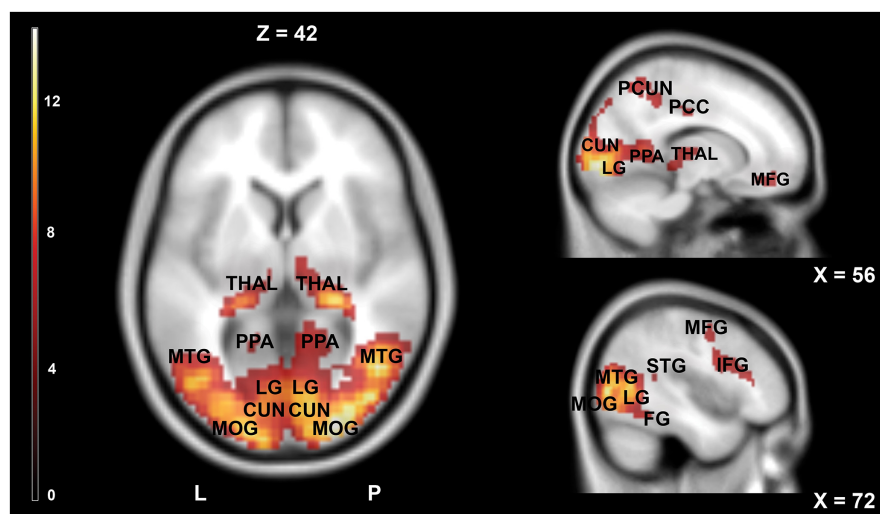 Z = 42
12
8
4
0
THAL THAL
PPA PPA
MTG MTG
LG LG
CUN CUN
MOG MOG
L P
PCUN
PCC
CUN
PPA THAL
LG
MFG
X = 56
MFG
STG IFG
MTG
MOG LG
FG
X = 72